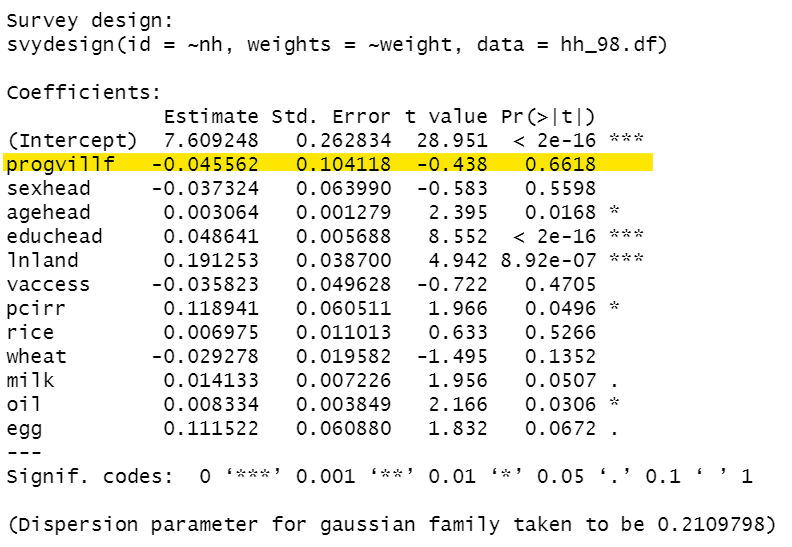 Survey design:
svydesign(id = ~nh, weights = ~weight, data = hh_98.df)
Coefficients:
Estimate Std. Error t value Pr(>|t|)
(Intercept) 7.609248 0.262834 28.951 < 2e-16 ***
progvillf -0.045562 0.104118 -0.438 0.6618
sexhead -0.037324 0.063990 -0.583 0.5598
agehead 0.003064 0.001279 2.395 0.0168 *
educhead 0.048641 0.005688 8.552 < 2e-16 ***
lnland 0.191253 0.038700 4.942 8.92e-07 ***
vaccess -0.035823 0.049628 -0.722 0.4705
pcirr 0.118941 0.060511 1.966 0.0496 *
rice 0.006975 0.011013 0.633 0.5266
wheat -0.029278 0.019582 -1.495 0.1352
milk 0.014133 0.007226 1.956 0.0507 .
oil 0.008334 0.003849 2.166 0.0306 *
egg 0.111522 0.060880 1.832 0.0672 .
---
Signif. codes: 0 ‘***’ 0.001 ‘**’ 0.01 ‘*’ 0.05 ‘.’ 0.1 ‘ ’ 1
(Dispersion parameter for gaussian family taken to be 0.2109798)